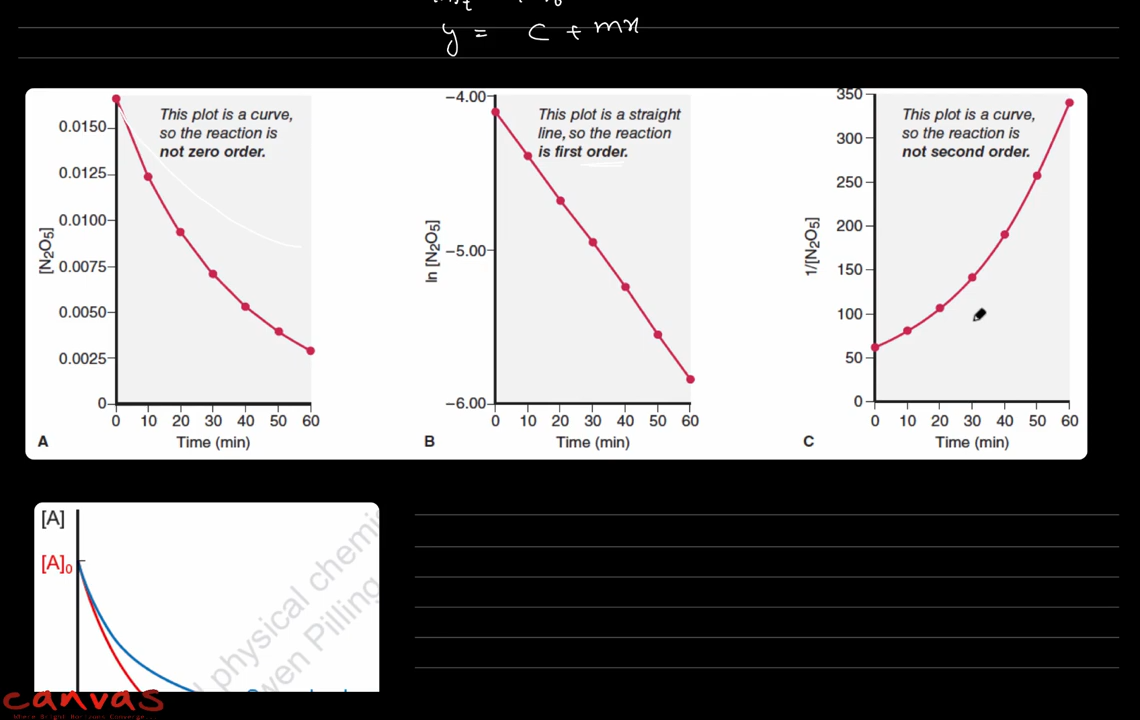 y = c + mx
This plot is a curve,
so the reaction is
not zero order.
0.0150
0.0125
0.0100
0.0075
0.0050
0.0025
0
[N2O5]
0 10 20 30 40 50 60
Time (min)
A
This plot is a straight
line, so the reaction
is first order.
−4.00
−5.00
−6.00
ln [N2O5]
0 10 20 30 40 50 60
Time (min)
B
This plot is a curve,
so the reaction is
not second order.
350
300
250
200
150
100
50
0
1/[N2O5]
0 10 20 30 40 50 60
Time (min)
C
[A]
[A]0
physical chemi
wen Pilling
canvas
Where Bright Horizons Converge...